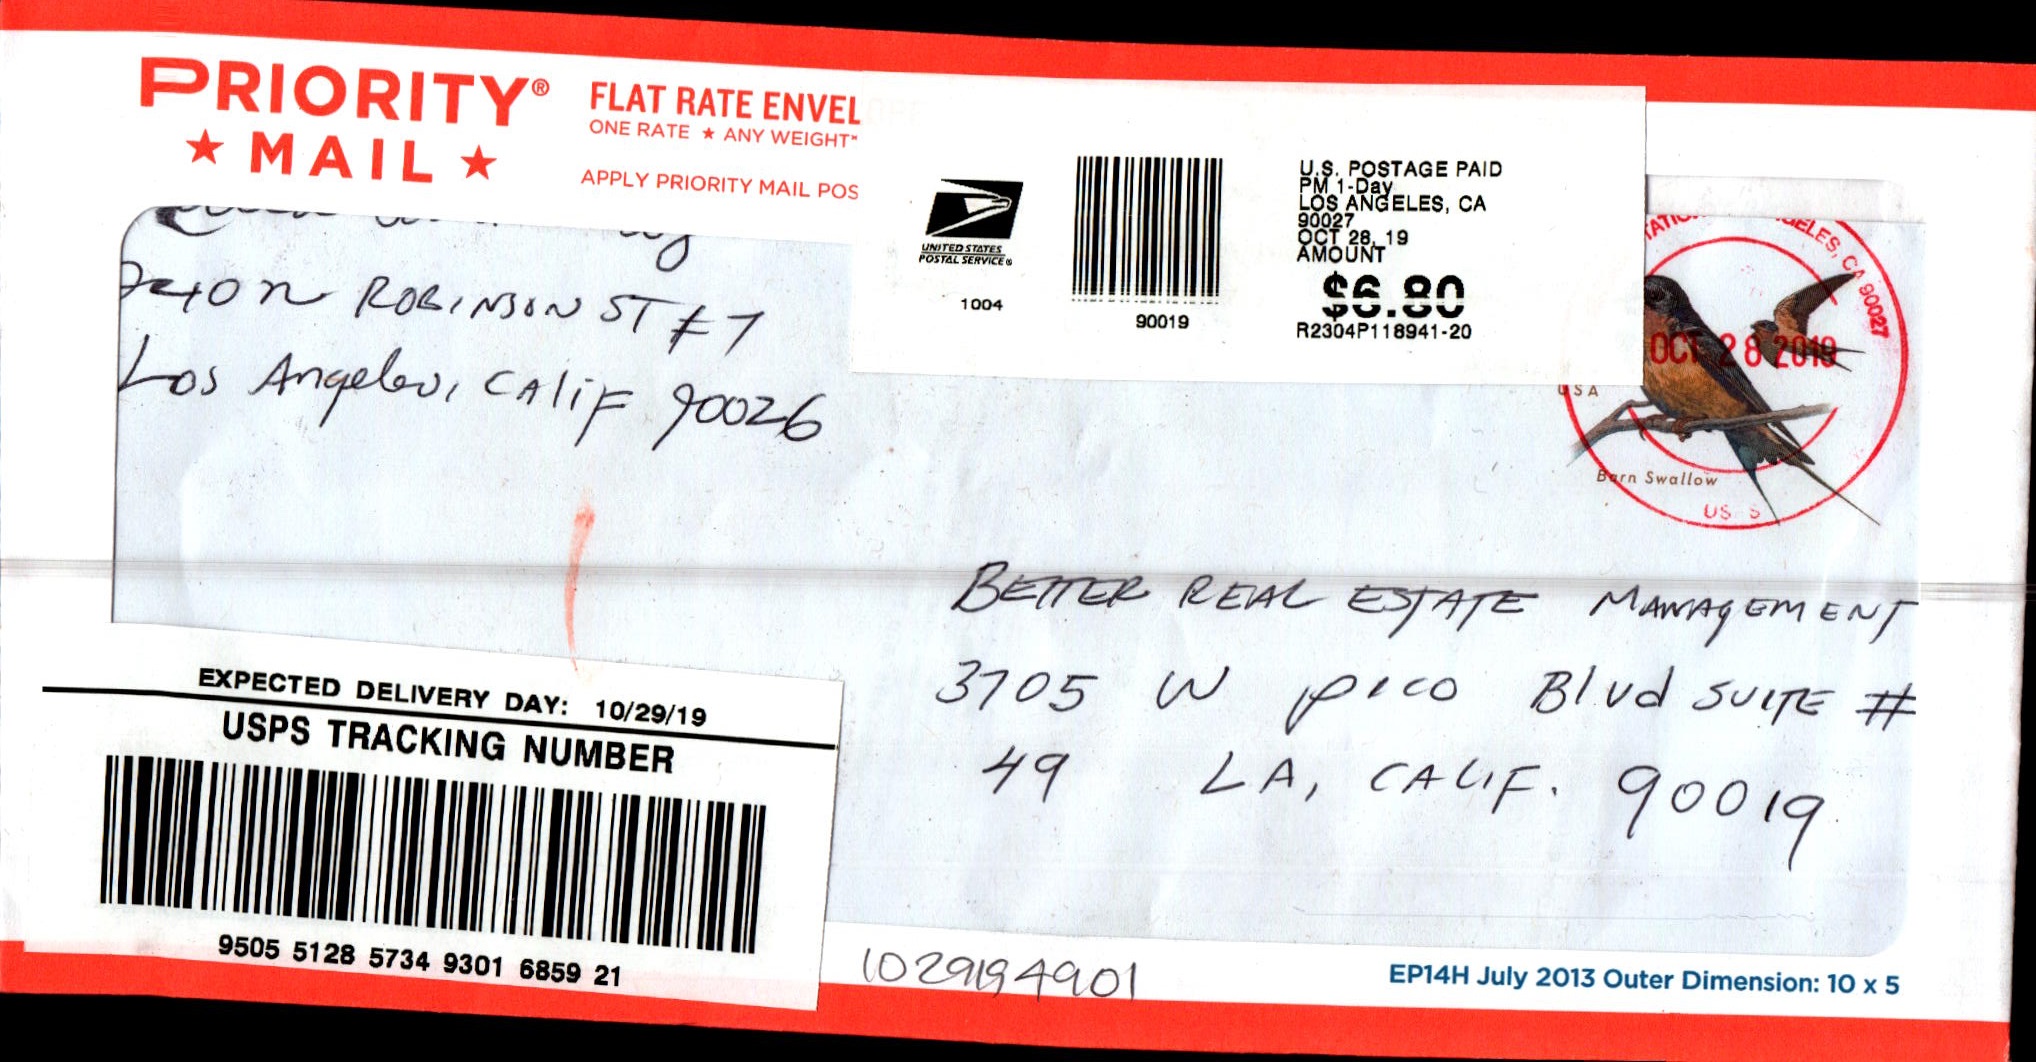 PRIORITY®
★ MAIL ★
FLAT RATE ENVEL
ONE RATE ★ ANY WEIGHT
APPLY PRIORITY MAIL POS
UNITED STATES
POSTAL SERVICE®
1004
90019
U.S. POSTAGE PAID
PM 1-Day
LOS ANGELES, CA
90027
OCT 28, 19
AMOUNT
$6.80
R2304P118941-20
ELES, CA 90027
OCT 28 2019
USA
Barn Swallow
USPS
ROBINSON ST #7
Los Angeles, CALIF 90026
BETTER REAL ESTATE MANAGEMENT
3705 W PICO Blvd SUITE #
49 LA, CALIF. 90019
EXPECTED DELIVERY DAY: 10/29/19
USPS TRACKING NUMBER
9505 5128 5734 9301 6859 21
1029194901
EP14H July 2013 Outer Dimension: 10 x 5